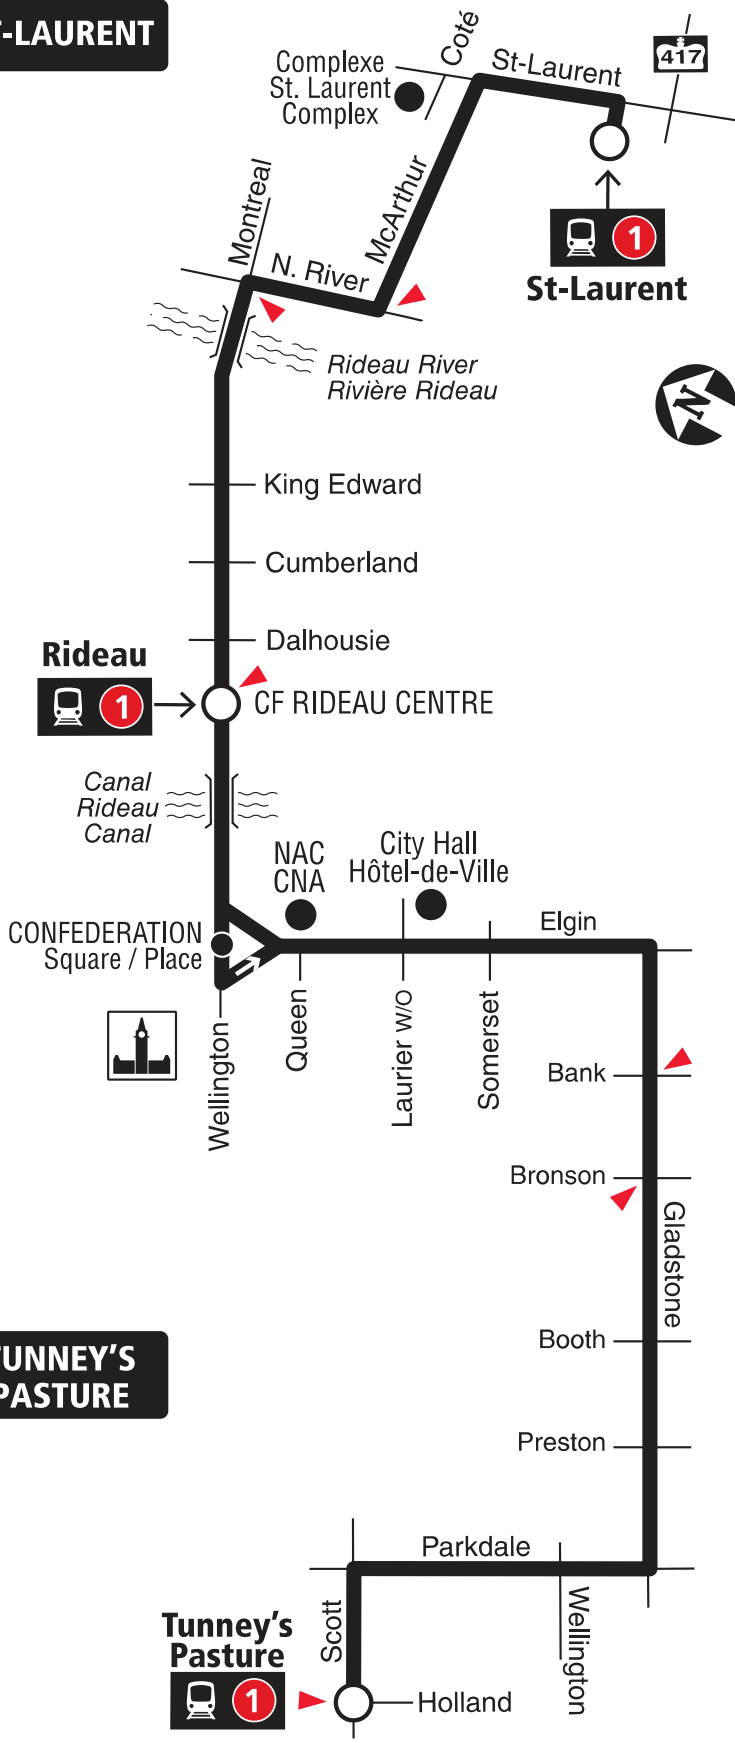 T-LAURENT
Coté
St-Laurent
417
Complexe
St. Laurent
Complex
McArthur
Montreal
N. River
1
St-Laurent
Rideau River
Rivière Rideau
N
King Edward
Cumberland
Dalhousie
Rideau
1
CF RIDEAU CENTRE
Canal
Rideau
Canal
NAC
CNA
City Hall
Hôtel-de-Ville
Elgin
CONFEDERATION
Square / Place
Wellington
Queen
Laurier W/O
Somerset
Bank
Bronson
Gladstone
Booth
TUNNEY'S
PASTURE
Preston
Parkdale
Wellington
Scott
Tunney's
Pasture
1
Holland